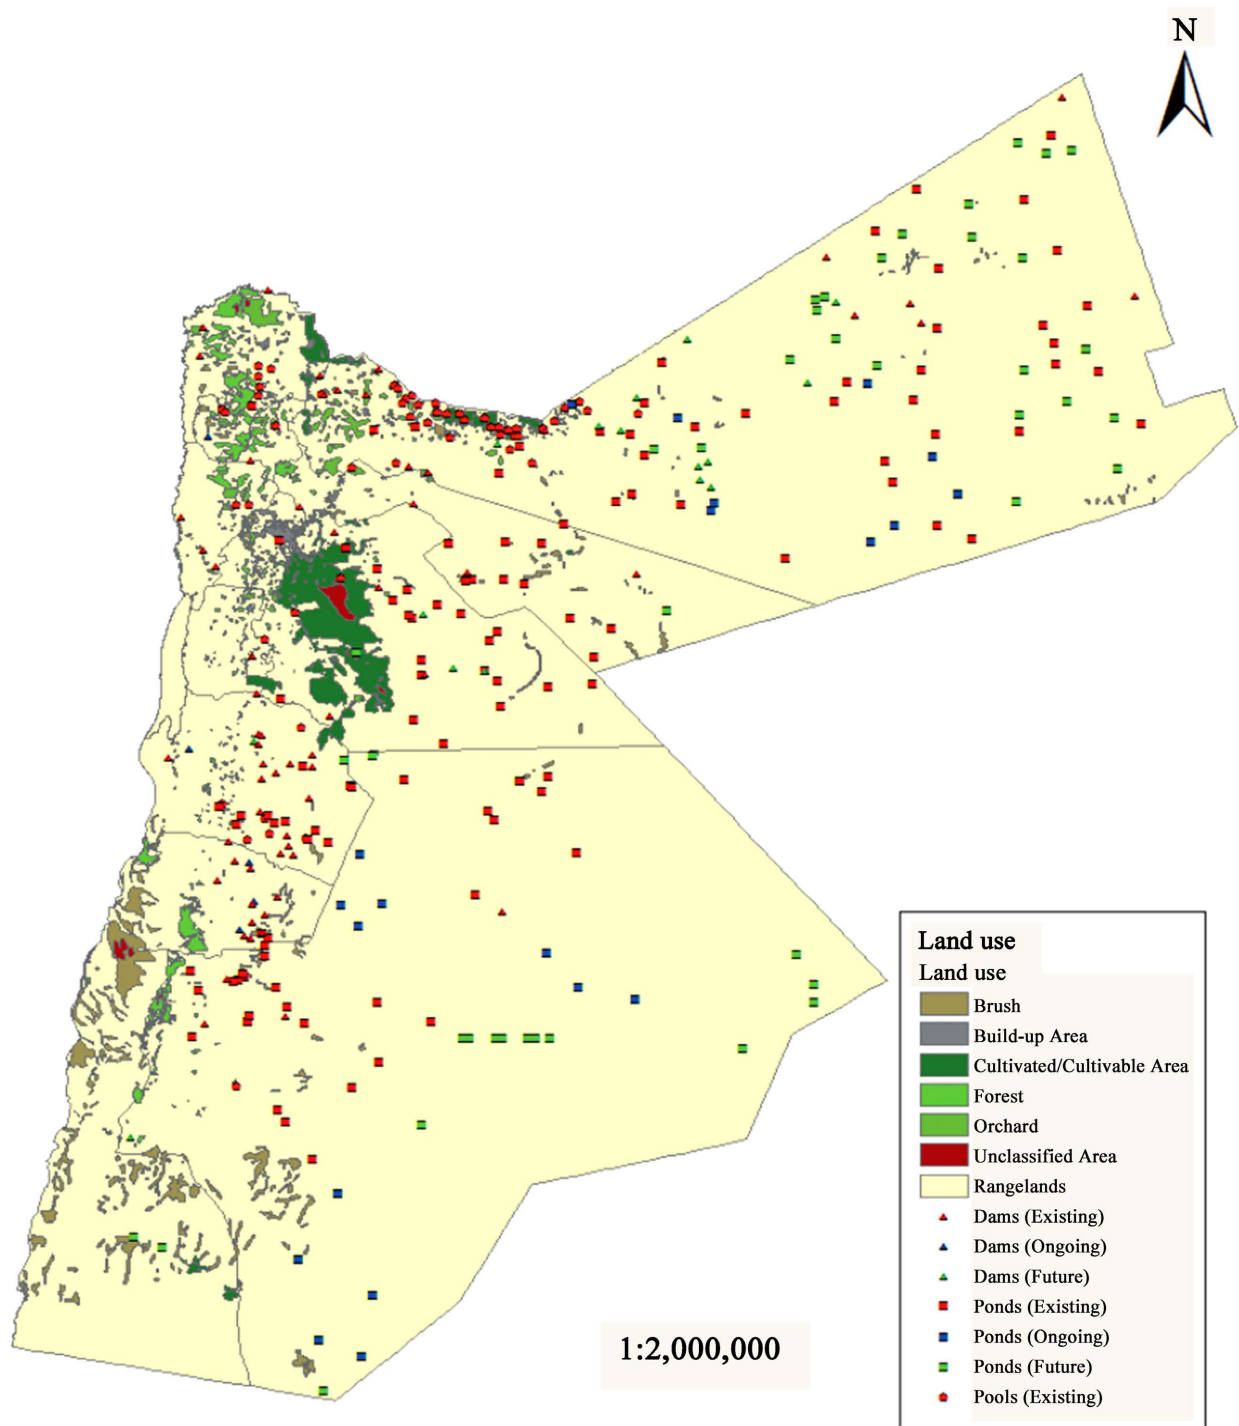 N
Land use
Land use
Brush
Build-up Area
Cultivated/Cultivable Area
Forest
Orchard
Unclassified Area
Rangelands
Dams (Existing)
Dams (Ongoing)
Dams (Future)
Ponds (Existing)
Ponds (Ongoing)
Ponds (Future)
Pools (Existing)
1:2,000,000